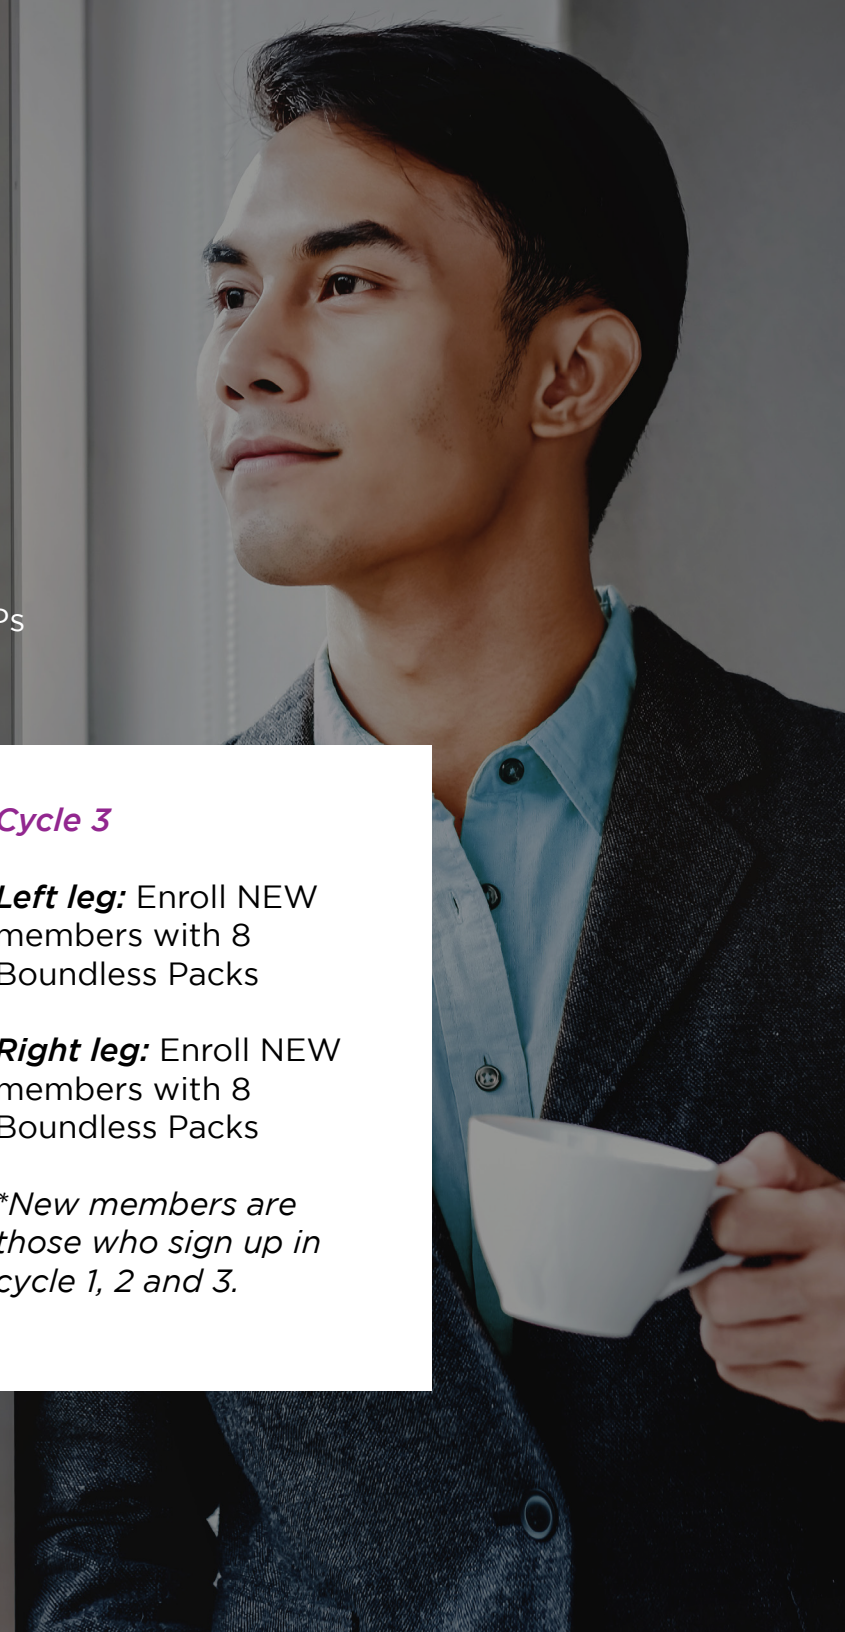 Ps
Cycle 3
Left leg: Enroll NEW
members with 8
Boundless Packs
Right leg: Enroll NEW
members with 8
Boundless Packs
*New members are
those who sign up in
cycle 1, 2 and 3.